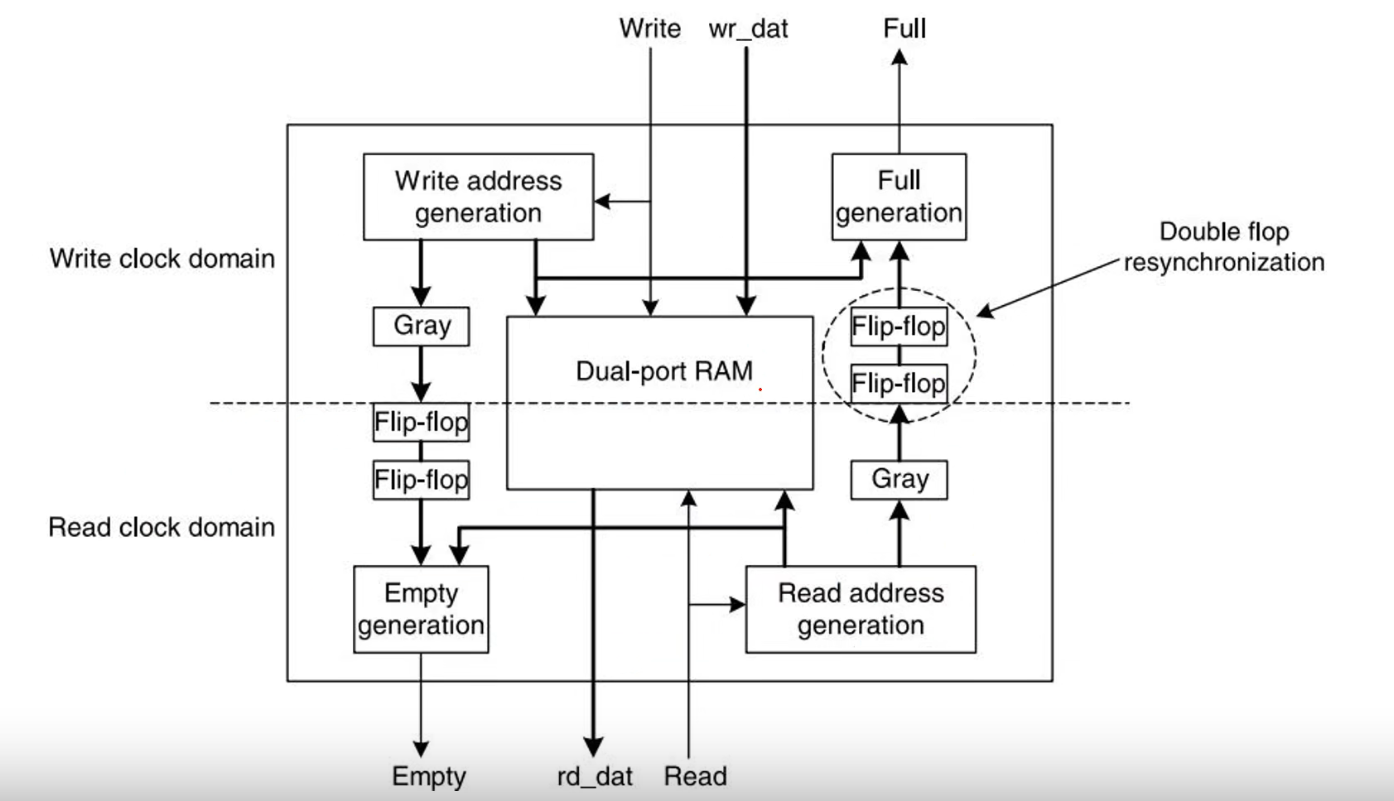 Write wr_dat Full
Write address
generation
Full
generation
Double flop
resynchronization
Write clock domain
Gray
Flip-flop
Dual-port RAM
Flip-flop
Flip-flop
Flip-flop
Gray
Read clock domain
Empty
generation
Read address
generation
Empty rd_dat Read